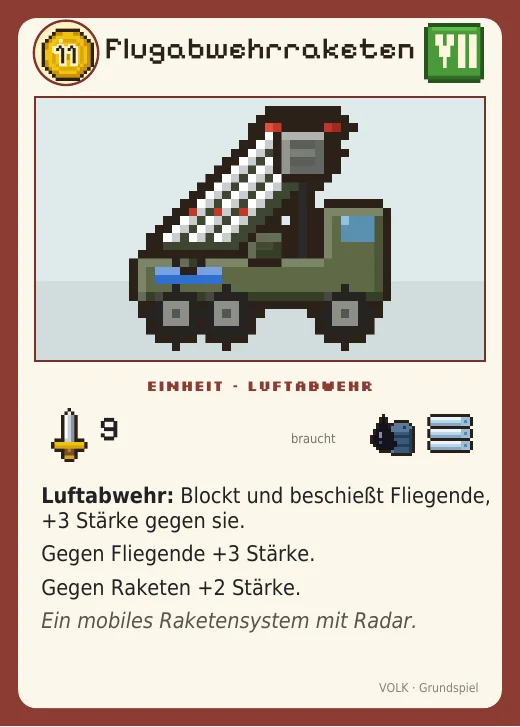 11 Flugabwehrraketen VII
EINHEIT - LUFTABWEHR
9 braucht
Luftabwehr: Blockt und beschießt Fliegende,
+3 Stärke gegen sie.
Gegen Fliegende +3 Stärke.
Gegen Raketen +2 Stärke.
Ein mobiles Raketensystem mit Radar.
VOLK · Grundspiel